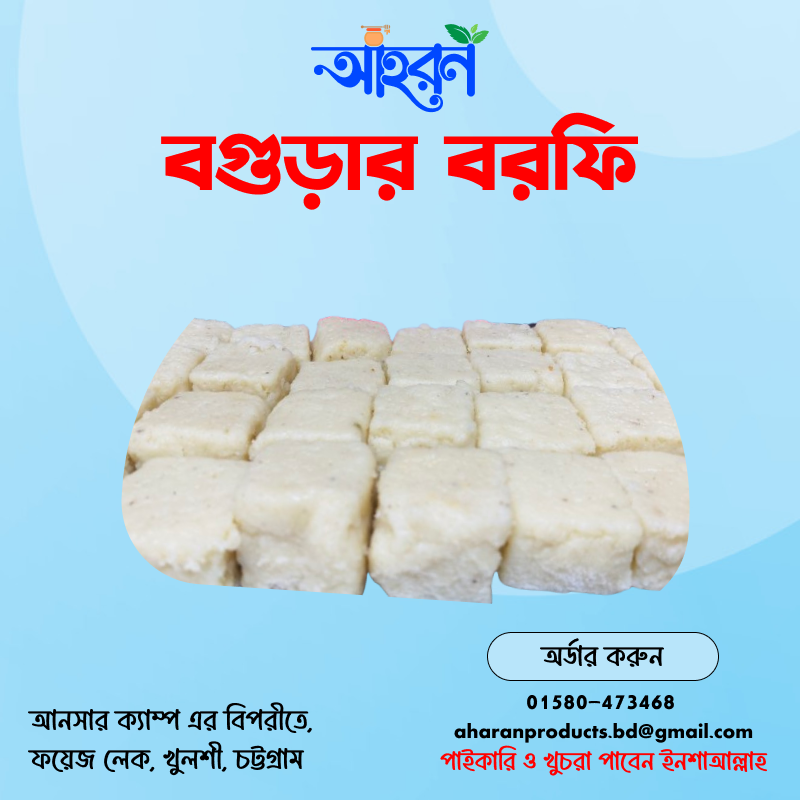 আহরন
বগুড়ার বরফি
অর্ডার করুন
01580-473468
aharanproducts.bd@gmail.com
পাইকারি ও খুচরা পাবেন ইনশাআল্লাহ
আনসার ক্যাম্প এর বিপরীতে,
ফয়েজ লেক, খুলশী, চট্টগ্রাম